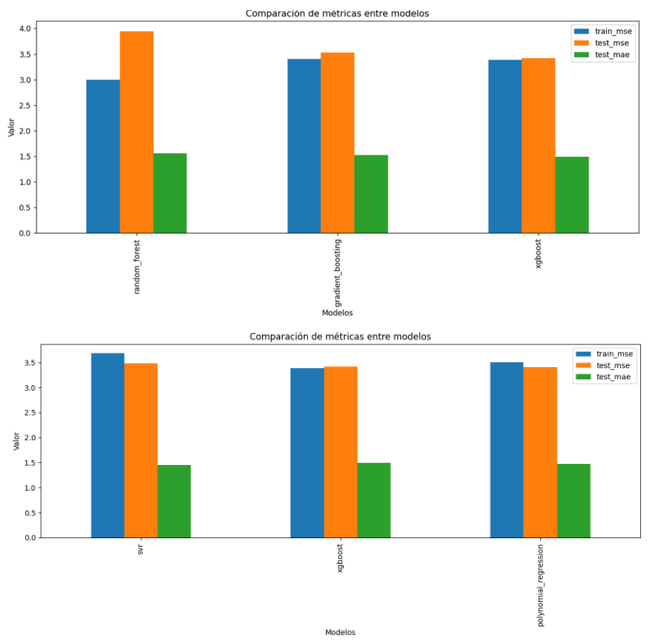 Comparación de métricas entre modelos
train_mse
test_mse
test_mae
4.0
3.5
3.0
2.5
2.0
1.5
1.0
0.5
0.0
Valor
random_forest
gradient_boosting
xgboost
Modelos
Comparación de métricas entre modelos
train_mse
test_mse
test_mae
3.5
3.0
2.5
2.0
1.5
1.0
0.5
0.0
Valor
svr
xgboost
polynomial_regression
Modelos